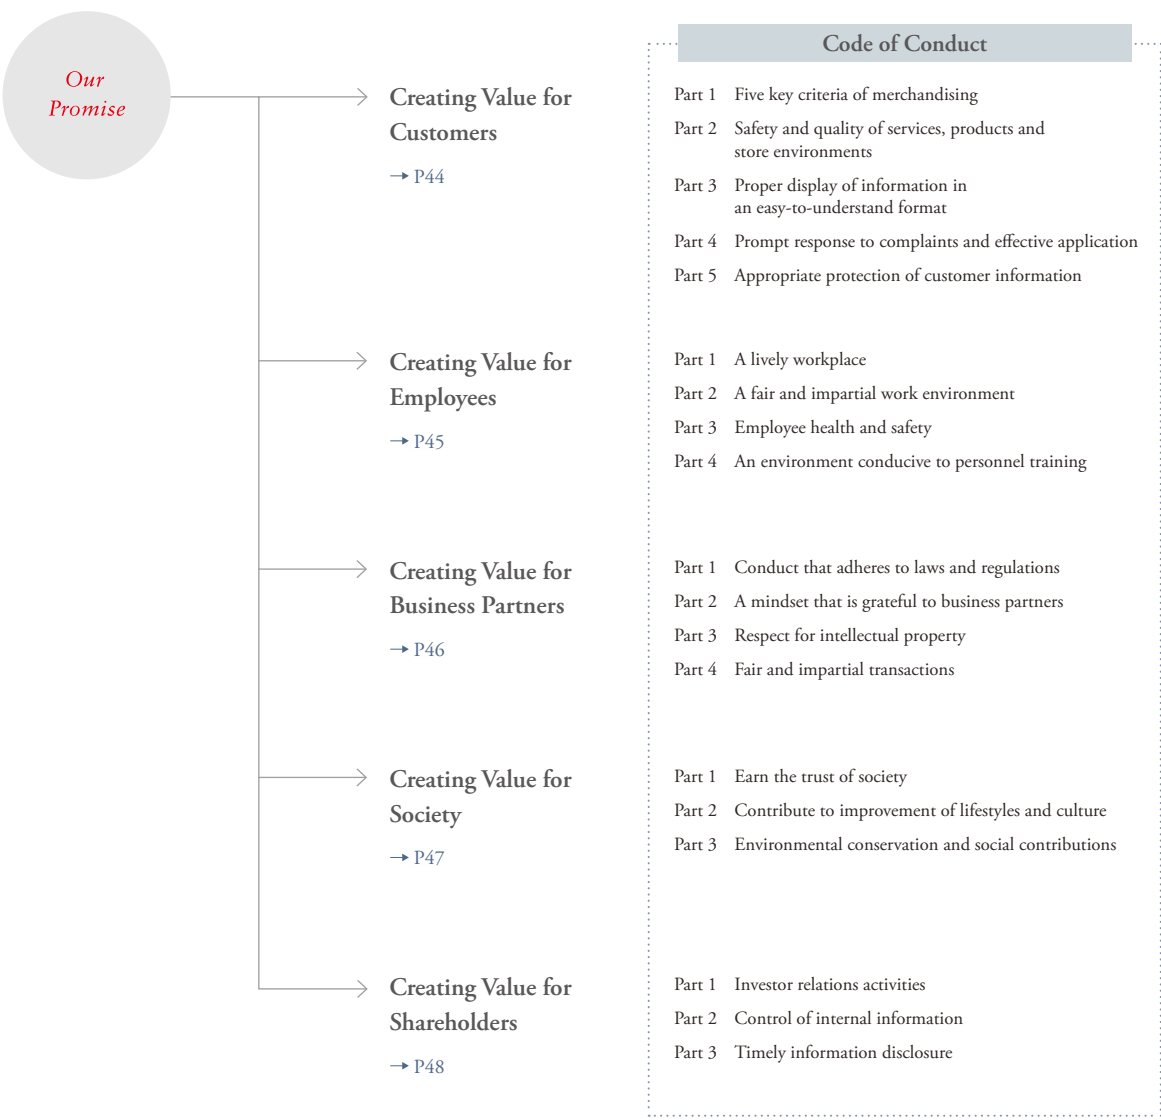 Our
Promise
Code of Conduct
Creating Value for
Customers
→ P44
Part 1 Five key criteria of merchandising
Part 2 Safety and quality of services, products and
store environments
Part 3 Proper display of information in
an easy-to-understand format
Part 4 Prompt response to complaints and effective application
Part 5 Appropriate protection of customer information
Creating Value for
Employees
→ P45
Part 1 A lively workplace
Part 2 A fair and impartial work environment
Part 3 Employee health and safety
Part 4 An environment conducive to personnel training
Creating Value for
Business Partners
→ P46
Part 1 Conduct that adheres to laws and regulations
Part 2 A mindset that is grateful to business partners
Part 3 Respect for intellectual property
Part 4 Fair and impartial transactions
Creating Value for
Society
→ P47
Part 1 Earn the trust of society
Part 2 Contribute to improvement of lifestyles and culture
Part 3 Environmental conservation and social contributions
Creating Value for
Shareholders
→ P48
Part 1 Investor relations activities
Part 2 Control of internal information
Part 3 Timely information disclosure